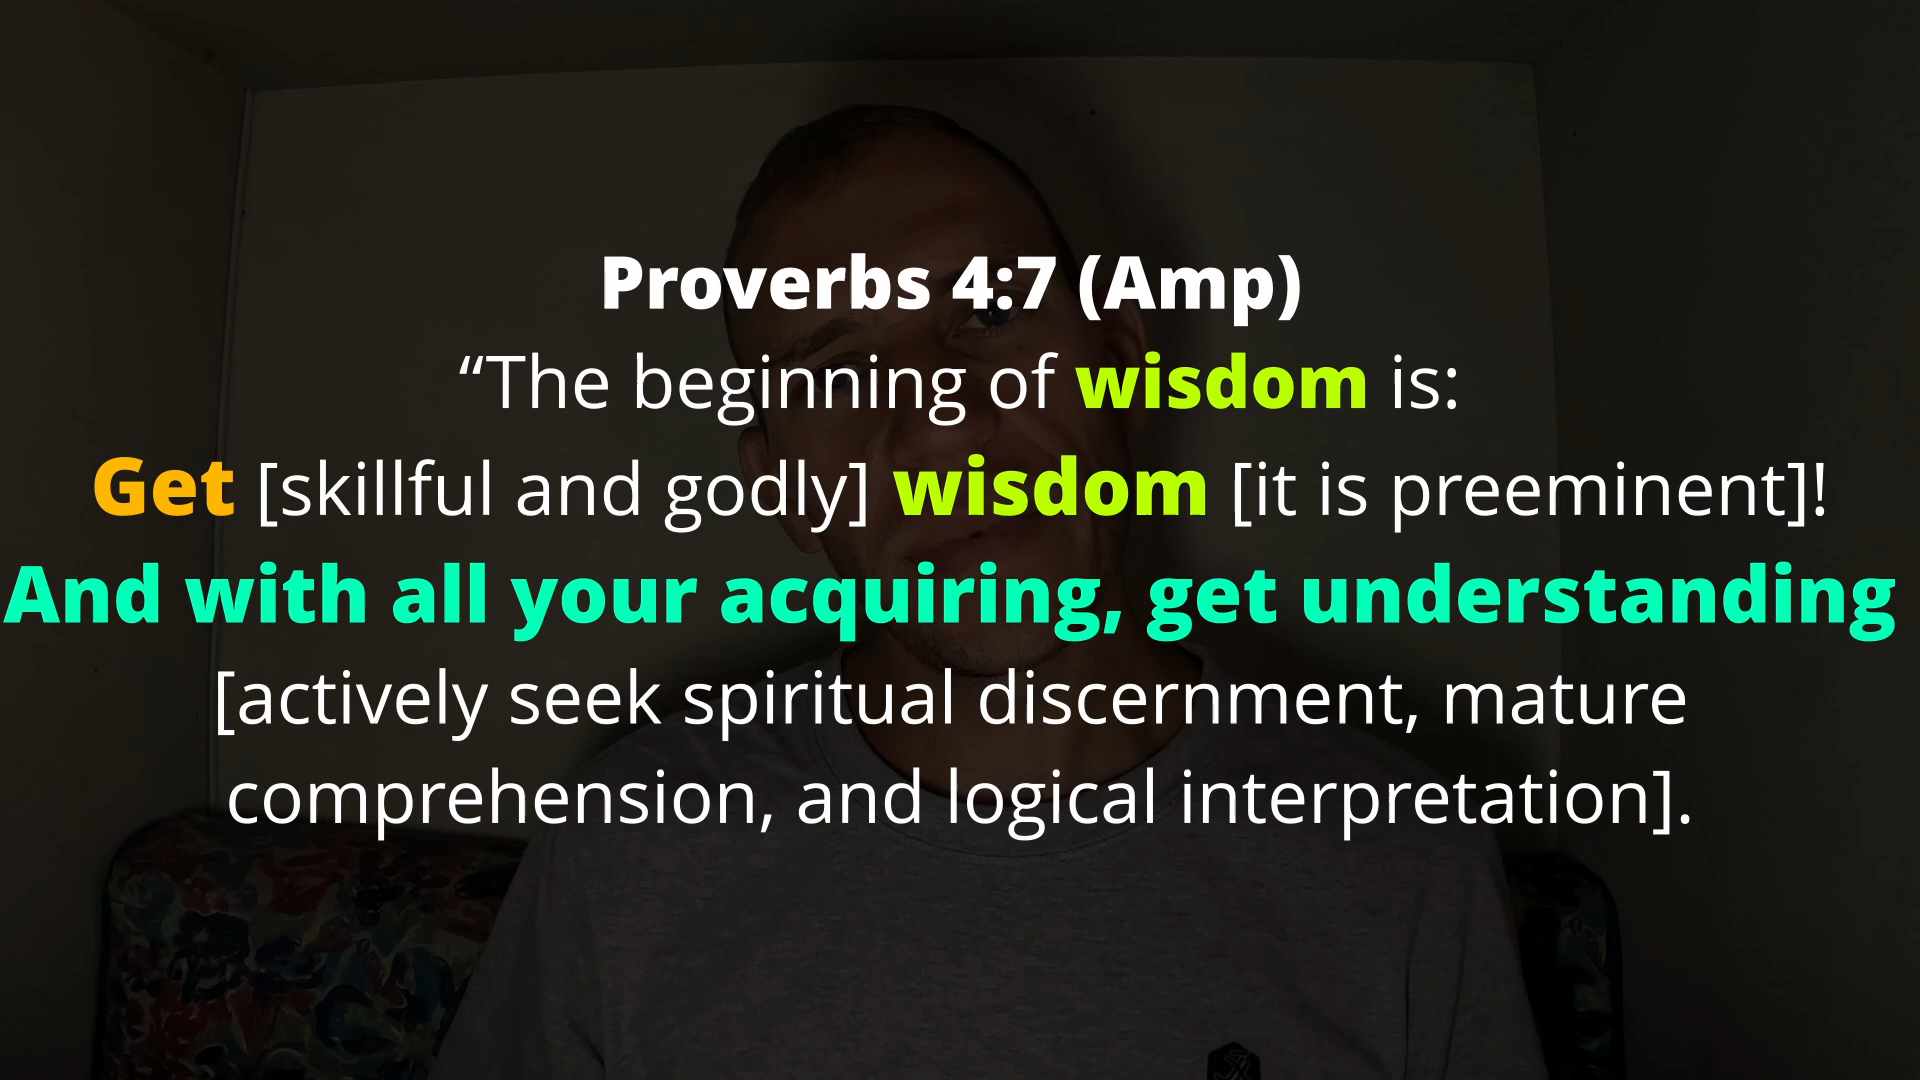 Proverbs 4:7 (Amp)
“The beginning of wisdom is:
Get [skillful and godly] wisdom [it is preeminent]!
And with all your acquiring, get understanding
[actively seek spiritual discernment, mature
comprehension, and logical interpretation].